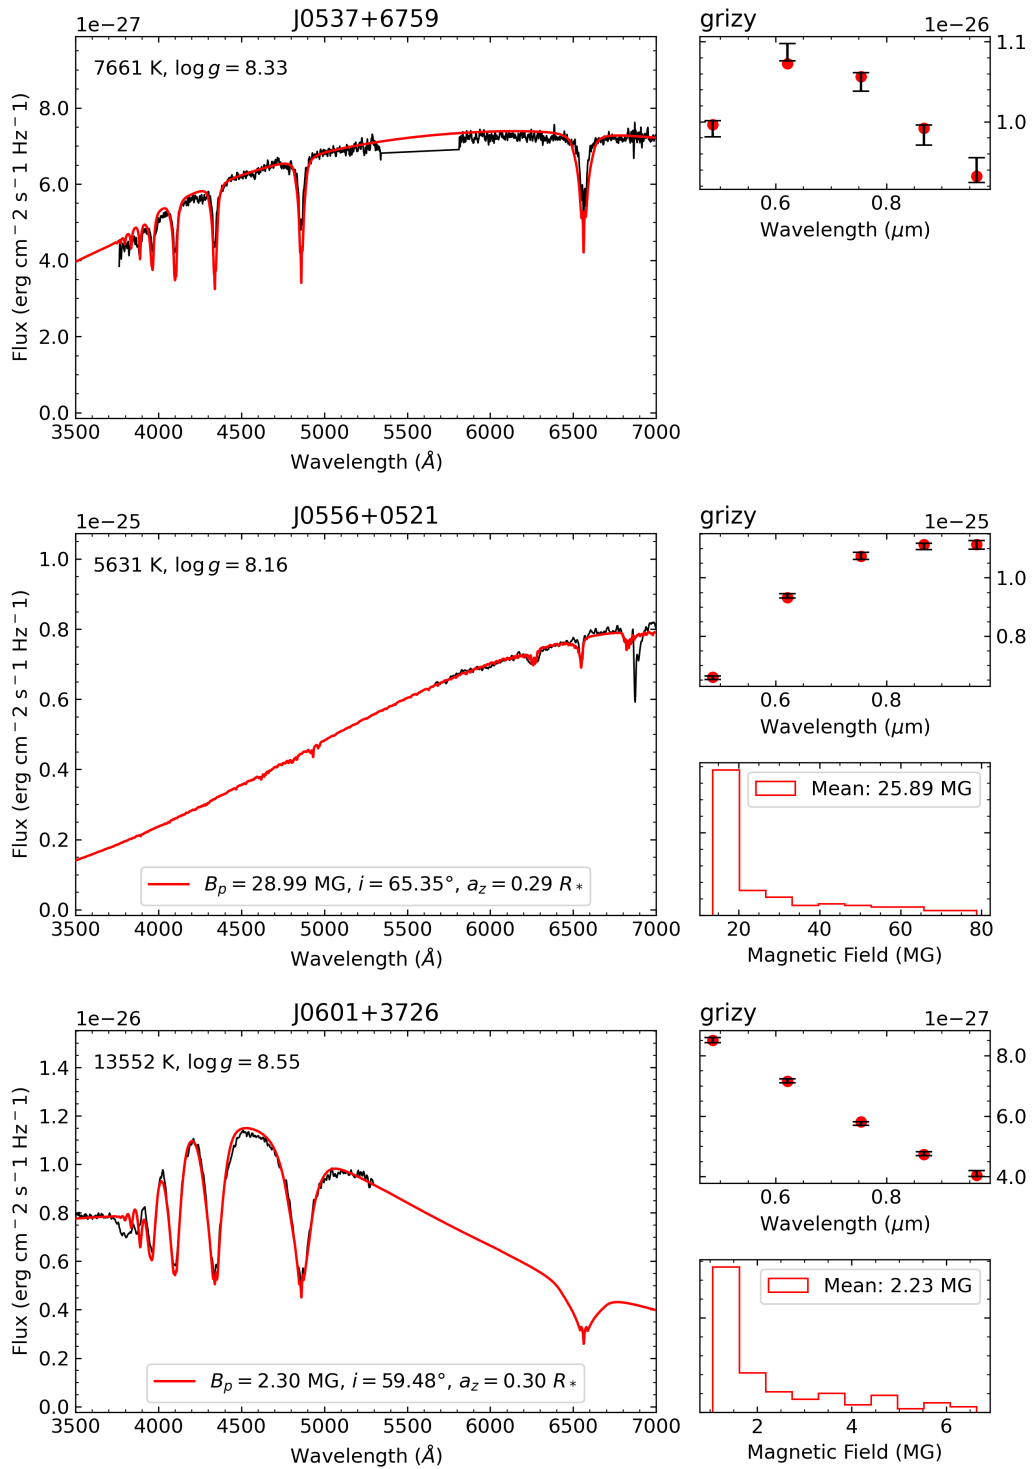 J0537+6759
1e−27
7661 K, log g = 8.33
8.0
6.0
4.0
2.0
0.0
3500 4000 4500 5000 5500 6000 6500 7000
Wavelength (Å)
Flux (erg cm−2 s−1 Hz−1)
grizy
1e−26
1.1
1.0
0.6 0.8
Wavelength (μm)
J0556+0521
1e−25
5631 K, log g = 8.16
1.0
0.8
0.6
0.4
0.2
0.0
B_p = 28.99 MG, i = 65.35°, a_z = 0.29 R_*
3500 4000 4500 5000 5500 6000 6500 7000
Wavelength (Å)
Flux (erg cm−2 s−1 Hz−1)
grizy
1e−25
1.0
0.8
0.6 0.8
Wavelength (μm)
Mean: 25.89 MG
20 40 60 80
Magnetic Field (MG)
J0601+3726
1e−26
13552 K, log g = 8.55
1.4
1.2
1.0
0.8
0.6
0.4
0.2
0.0
B_p = 2.30 MG, i = 59.48°, a_z = 0.30 R_*
3500 4000 4500 5000 5500 6000 6500 7000
Wavelength (Å)
Flux (erg cm−2 s−1 Hz−1)
grizy
1e−27
8.0
6.0
4.0
0.6 0.8
Wavelength (μm)
Mean: 2.23 MG
2 4 6
Magnetic Field (MG)